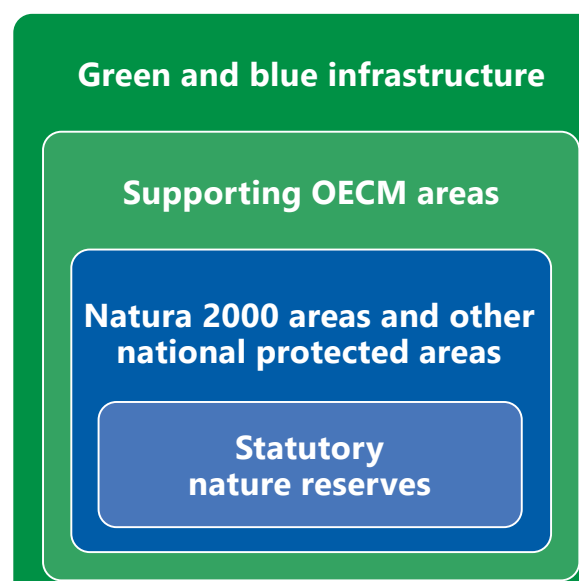 Green and blue infrastructure
Supporting OECM areas
Natura 2000 areas and other
national protected areas
Statutory
nature reserves